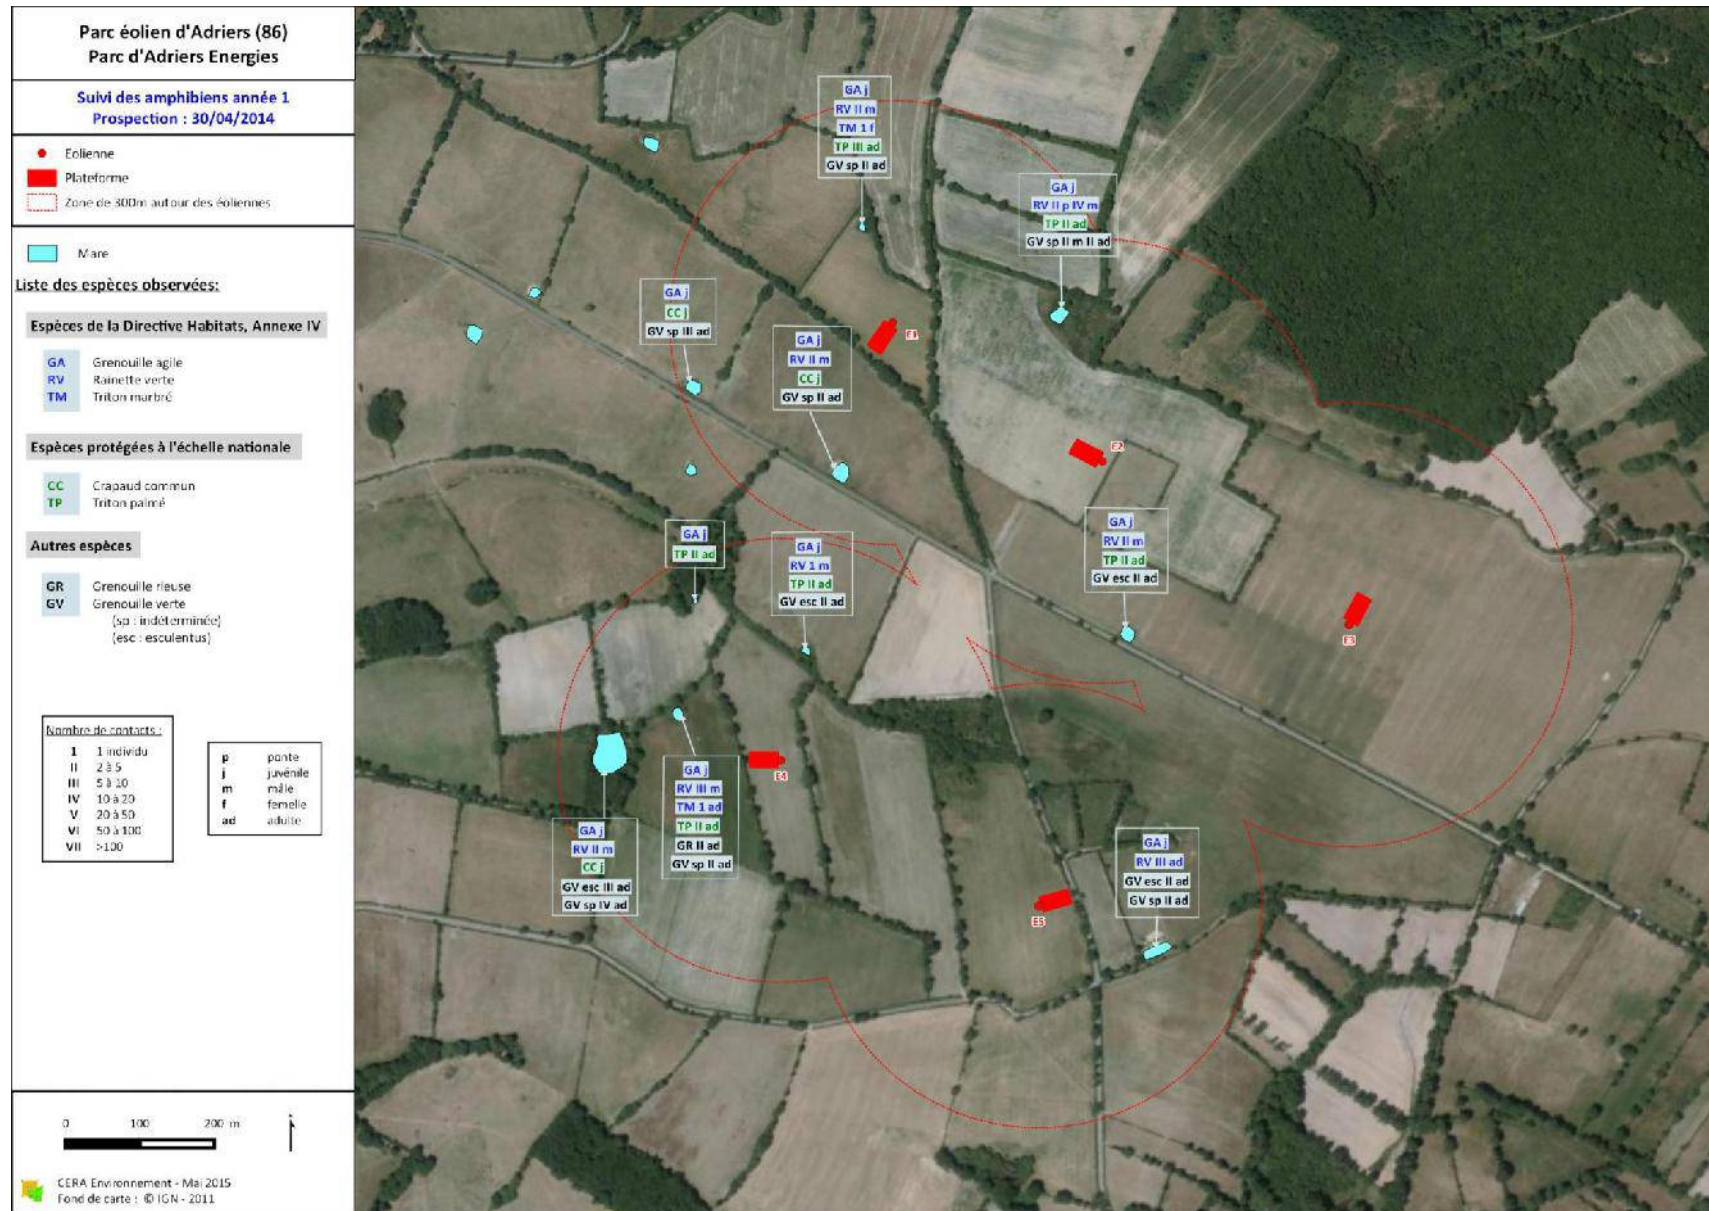 Parc éolien d'Adriers (86)
Parc d'Adriers Energies
Suivi des amphibiens année 1
Prospection : 30/04/2014
Eolienne
Plateforme
Zone de 300m autour des éoliennes
Mare
Liste des espèces observées:
Espèces de la Directive Habitats, Annexe IV
GA Grenouille agile
RV Rainette verte
TM Triton marbré
Espèces protégées à l'échelle nationale
CC Crapaud commun
TP Triton palmé
Autres espèces
GR Grenouille rieuse
GV Grenouille verte
(sp : indéterminée)
(esc : esculentus)
Nombre de contacts :
1 1 individu
II 2 à 5
III 5 à 10
IV 10 à 20
V 20 à 50
VI 50 à 100
VII >100
p ponte
j juvénile
m mâle
f femelle
ad adulte
0 100 200 m
CERA Environnement - Mai 2015
Fond de carte : © IGN - 2011
GA j
RV II m
TM 1 f
TP III ad
GV sp II ad
GA j
RV II p IV m
TP II ad
GV sp II m II ad
GA j
CC j
GV sp III ad
GA j
RV II m
CC j
GV sp II ad
E1
E2
GA j
TP II ad
GA j
RV 1 m
TP II ad
GV esc II ad
GA j
RV II m
TP II ad
GV esc II ad
E3
E4
GA j
RV III m
TM 1 ad
TP II ad
GR II ad
GV sp II ad
GA j
RV II m
CC j
GV esc III ad
GV sp IV ad
GA j
RV III ad
GV esc II ad
GV sp II ad
E5